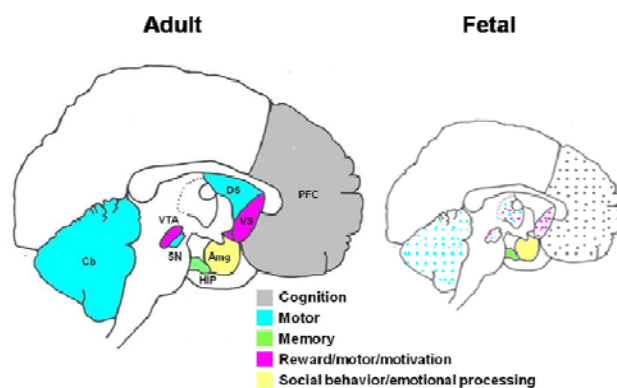 Adult
Fetal
DS
PFC
VTA
VS
SN
Amg
Cb
HIP
Cognition
Motor
Memory
Reward/motor/motivation
Social behavior/emotional processing